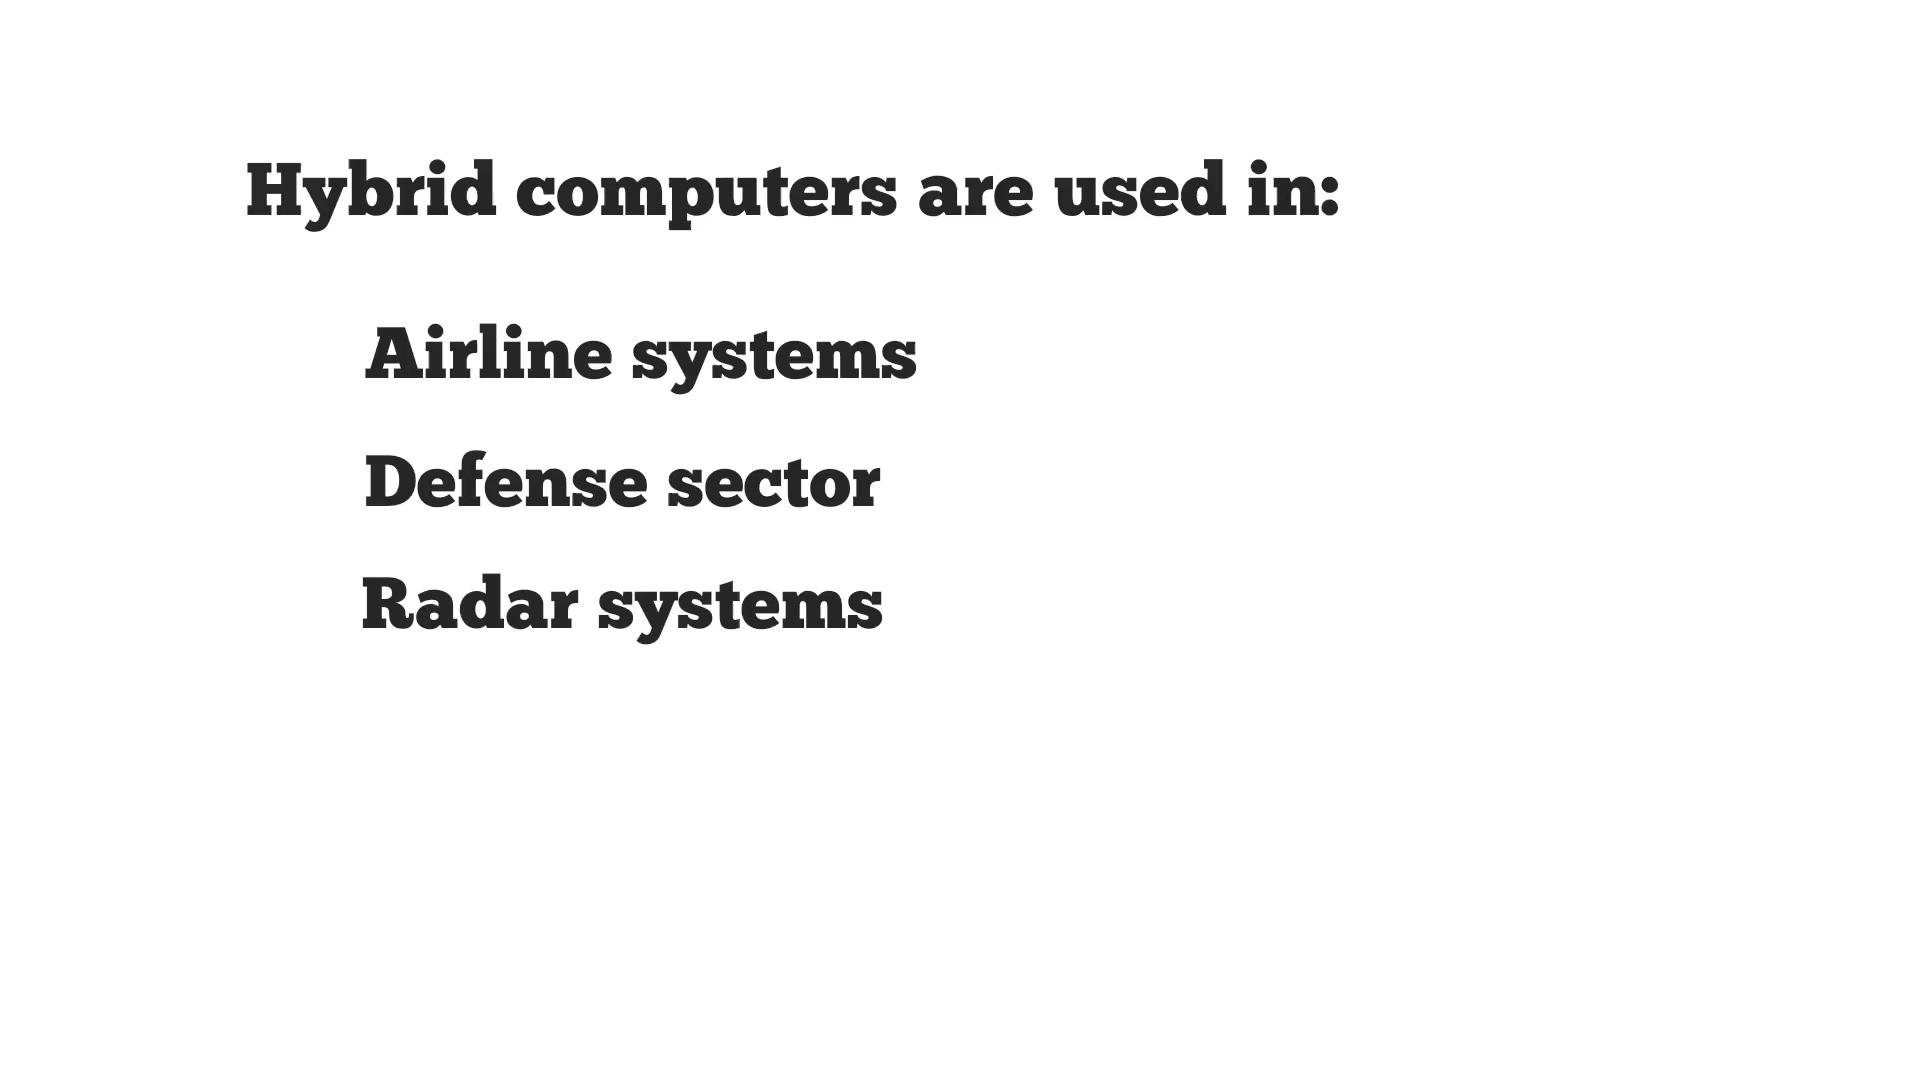 Hybrid computers are used in:
Airline systems
Defense sector
Radar systems